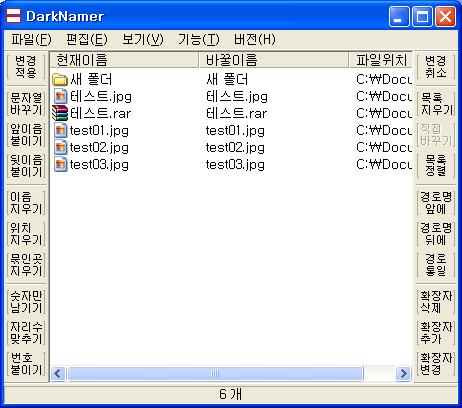 DarkNamer
파일(F) 편집(E) 보기(V) 기능(T) 버젼(H)
변경
적용
문자열
바꾸기
앞이름
붙이기
뒷이름
붙이기
이름
지우기
위치
지우기
묶인곳
지우기
숫자만
남기기
자리수
맞추기
번호
붙이기
현재이름 바꿀이름 파일위치
새 폴더 새 폴더 C:₩Docu
테스트.jpg 테스트.jpg C:₩Docu
테스트.rar 테스트.rar C:₩Docu
test01.jpg test01.jpg C:₩Docu
test02.jpg test02.jpg C:₩Docu
test03.jpg test03.jpg C:₩Docu
변경
취소
목록
지우기
직접
바꾸기
목록
정렬
경로명
앞에
경로명
뒤에
경로
통일
확장자
삭제
확장자
추가
확장자
변경
6 개